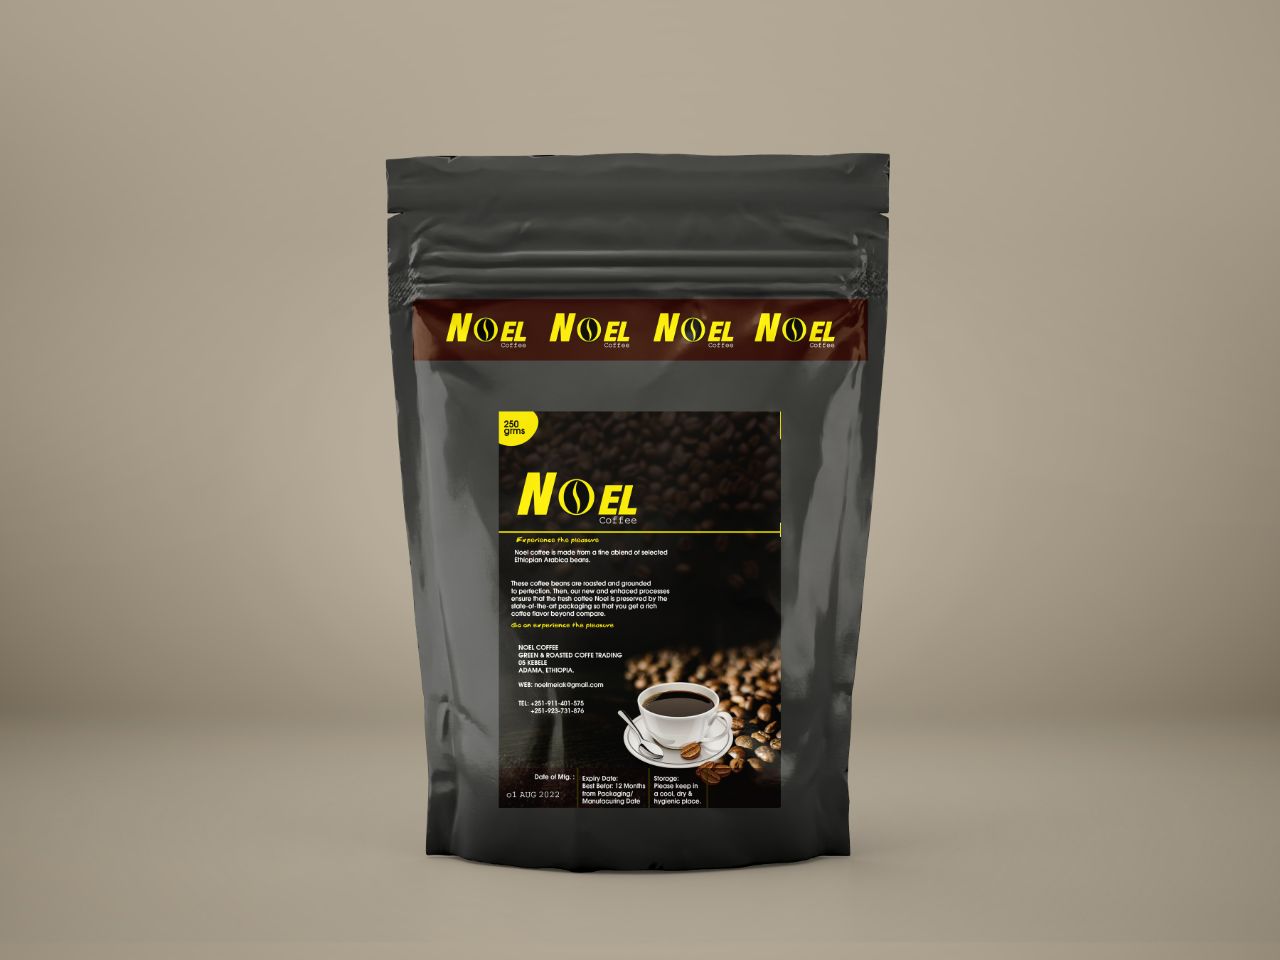 NOEL NOEL NOEL NOEL
Coffee Coffee Coffee Coffee
250
grms
NOEL
Coffee
Experience the pleasure
Noel coffee is made from a fine ablend of selected
Ethiopian Arabica beans.
These coffee beans are roasted and grounded
to perfection. Then, our new and enhaced processes
ensure that the fresh coffee Noel is preserved by the
state-of-the-art packaging so that you get a rich
coffee flavor beyond compare.
on experience the pleasure
NOEL COFFEE
GREEN & ROASTED COFFE TRADING
05 KEBELE
ADAMA, ETHIOPIA.
WEB: noelmelak@gmail.com
TEL: +251-911-401-575
+251-923-731-876
Date of Mfg. :
o1 AUG 2022
Expiry Date:
Best Befor: 12 Months
from Packaging/
Manufacuring Date
Storage:
Please keep in
a cool, dry &
hygienic place.